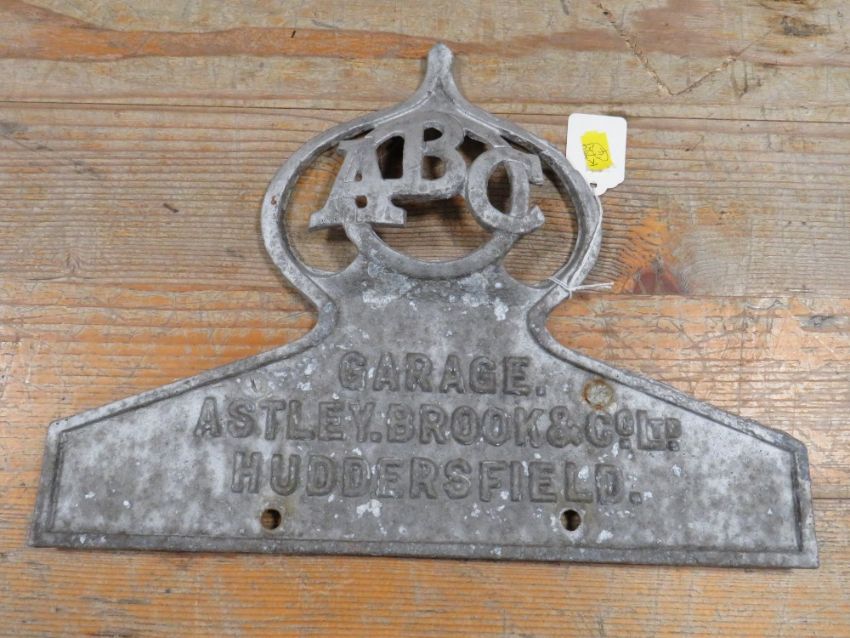 ABC
GARAGE.
ASTLEY.BROOK&CO.LTD.
HUDDERSFIELD.